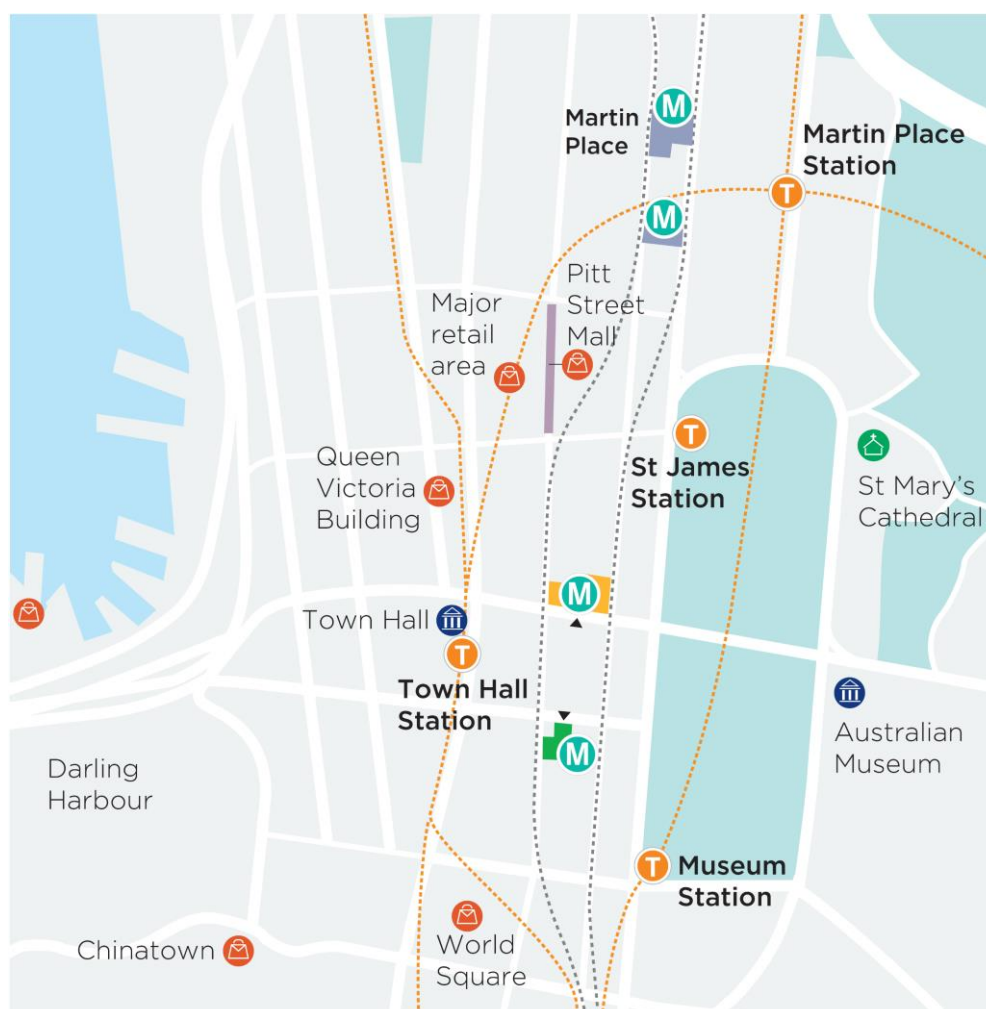 M
Martin
Place
Martin Place
Station
T
M
Pitt
Street
Mall
Major
retail
area
T
St James
Station
Queen
Victoria
Building
St Mary's
Cathedral
M
Town Hall
T
Town Hall
Station
M
Australian
Museum
Darling
Harbour
T
Museum
Station
World
Square
Chinatown